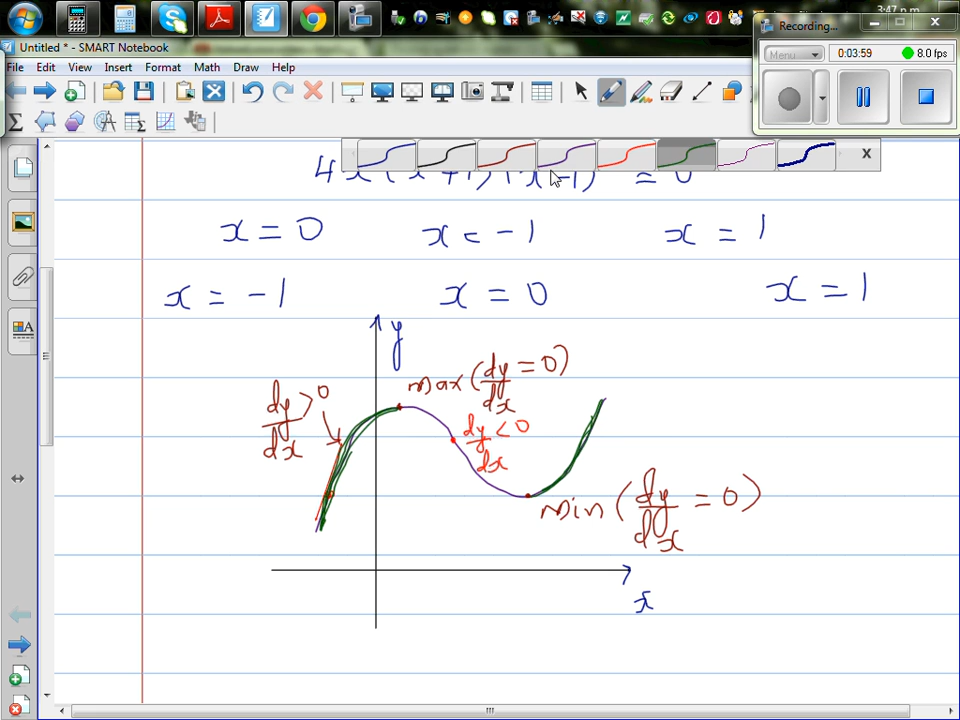 3:47 p.m.
Recording...
Untitled * - SMART Notebook
Menu
0:03:59
8.0 fps
File Edit View Insert Format Math Draw Help
X
4x(x+1)(x-1) = 0
x = 0 x = -1 x = 1
x = -1 x = 0 x = 1
y
max (dy/dx = 0)
dy/dx > 0
dy/dx < 0
min (dy/dx = 0)
x